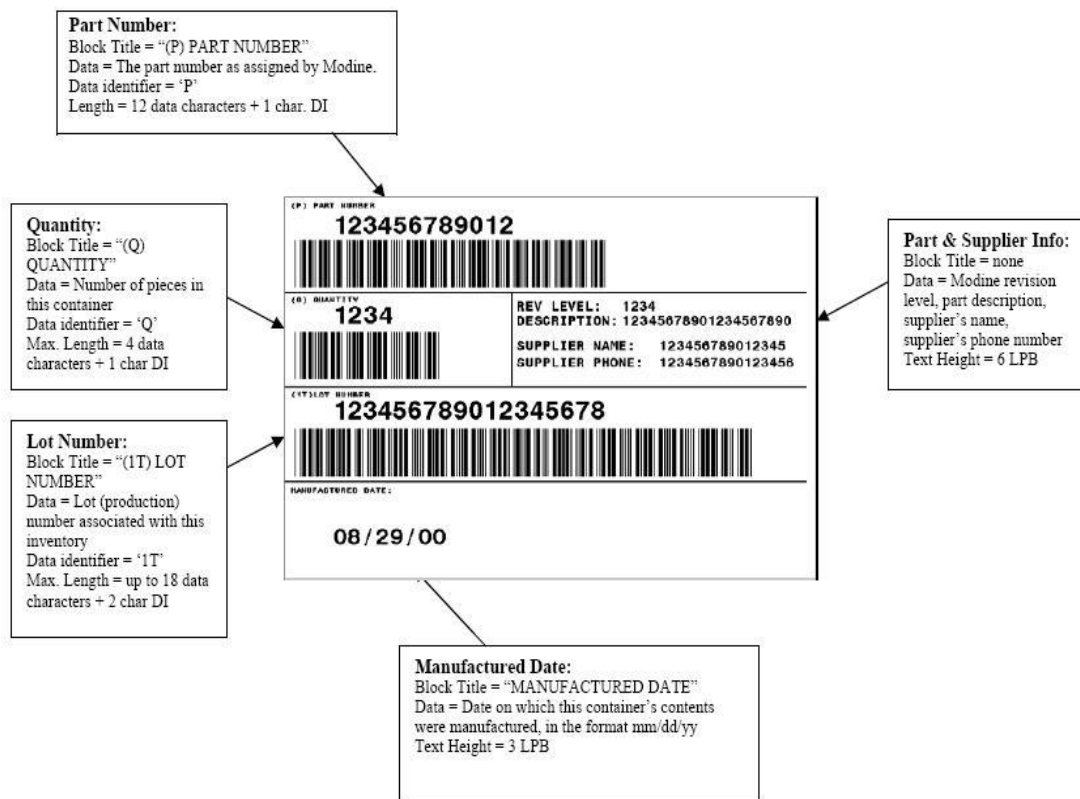 Part Number:
Block Title = “(P) PART NUMBER”
Data = The part number as assigned by Modine.
Data identifier = ‘P’
Length = 12 data characters + 1 char. DI
Quantity:
Block Title = “(Q)
QUANTITY”
Data = Number of pieces in
this container
Data identifier = ‘Q’
Max. Length = 4 data
characters + 1 char DI
Lot Number:
Block Title = “(1T) LOT
NUMBER”
Data = Lot (production)
number associated with this
inventory
Data identifier = ‘1T’
Max. Length = up to 18 data
characters + 2 char DI
(P) PART NUMBER
123456789012
(Q) QUANTITY
1234
REV LEVEL: 1234
DESCRIPTION: 12345678901234567890
SUPPLIER NAME: 123456789012345
SUPPLIER PHONE: 1234567890123456
(1T)LOT NUMBER
123456789012345678
MANUFACTURED DATE:
08/29/00
Part & Supplier Info:
Block Title = none
Data = Modine revision
level, part description,
supplier’s name,
supplier’s phone number
Text Height = 6 LPB
Manufactured Date:
Block Title = “MANUFACTURED DATE”
Data = Date on which this container’s contents
were manufactured, in the format mm/dd/yy
Text Height = 3 LPB